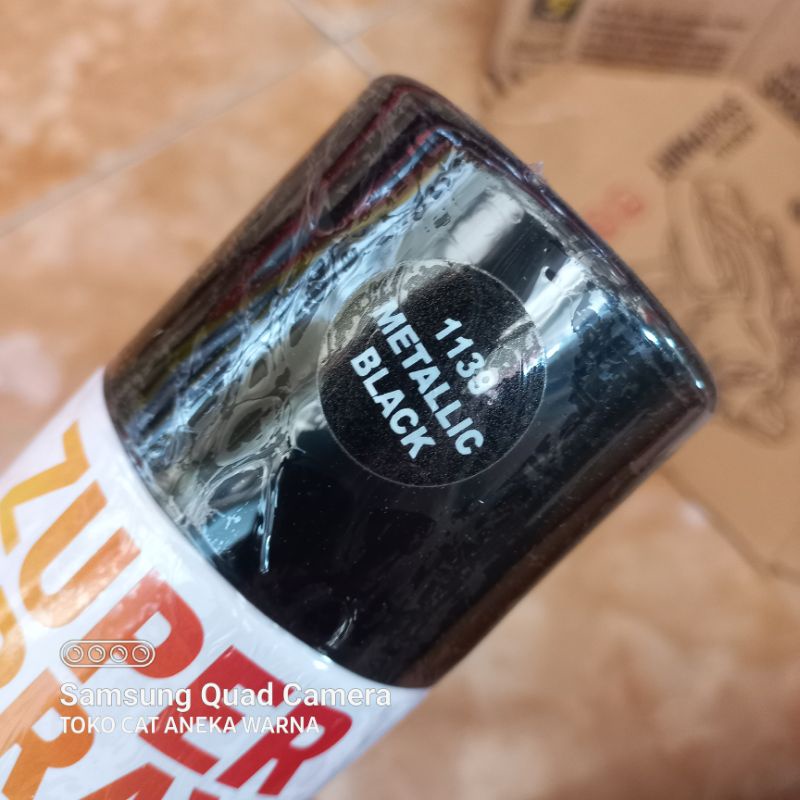 1139
METALLIC
BLACK
ZUPER
Samsung Quad Camera
TOKO CAT ANEKA WARNA